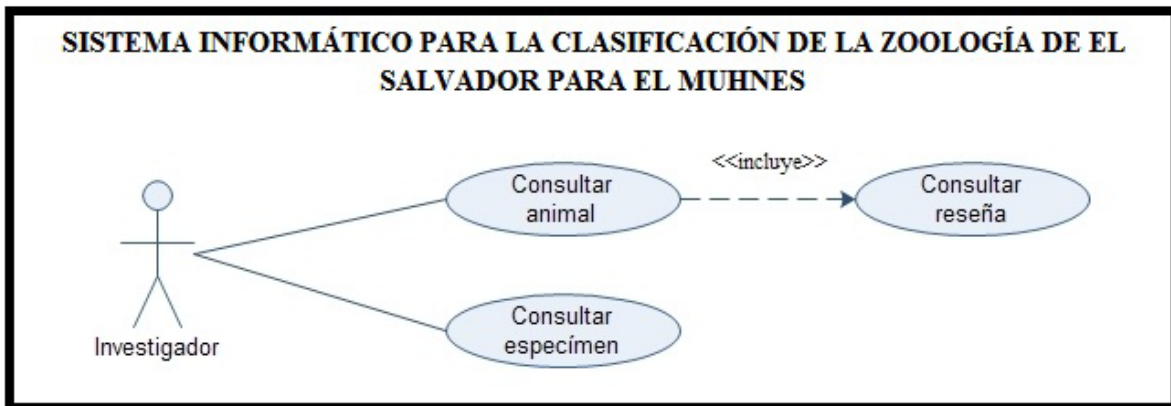 SISTEMA INFORMÁTICO PARA LA CLASIFICACIÓN DE LA ZOOLOGÍA DE EL
SALVADOR PARA EL MUHNES
<<incluye>>
Consultar
animal
Consultar
reseña
Consultar
especímen
Investigador